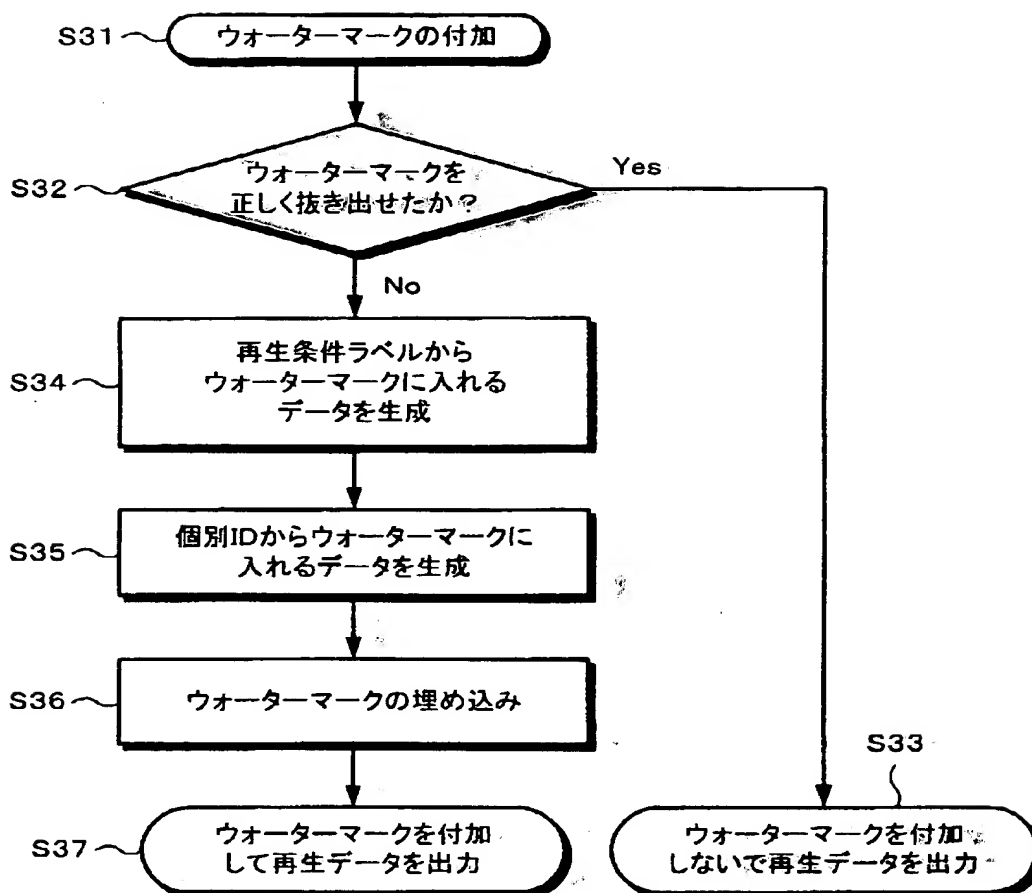 S31
ウォーターマークの付加
S32
ウォーターマークを
正しく抜き出せたか?
Yes
No
S34
再生条件ラベルから
ウォーターマークに入れる
データを生成
S35
個別IDからウォーターマークに
入れるデータを生成
S36
ウォーターマークの埋め込み
S33
S37
ウォーターマークを付加
して再生データを出力
ウォーターマークを付加
しないで再生データを出力